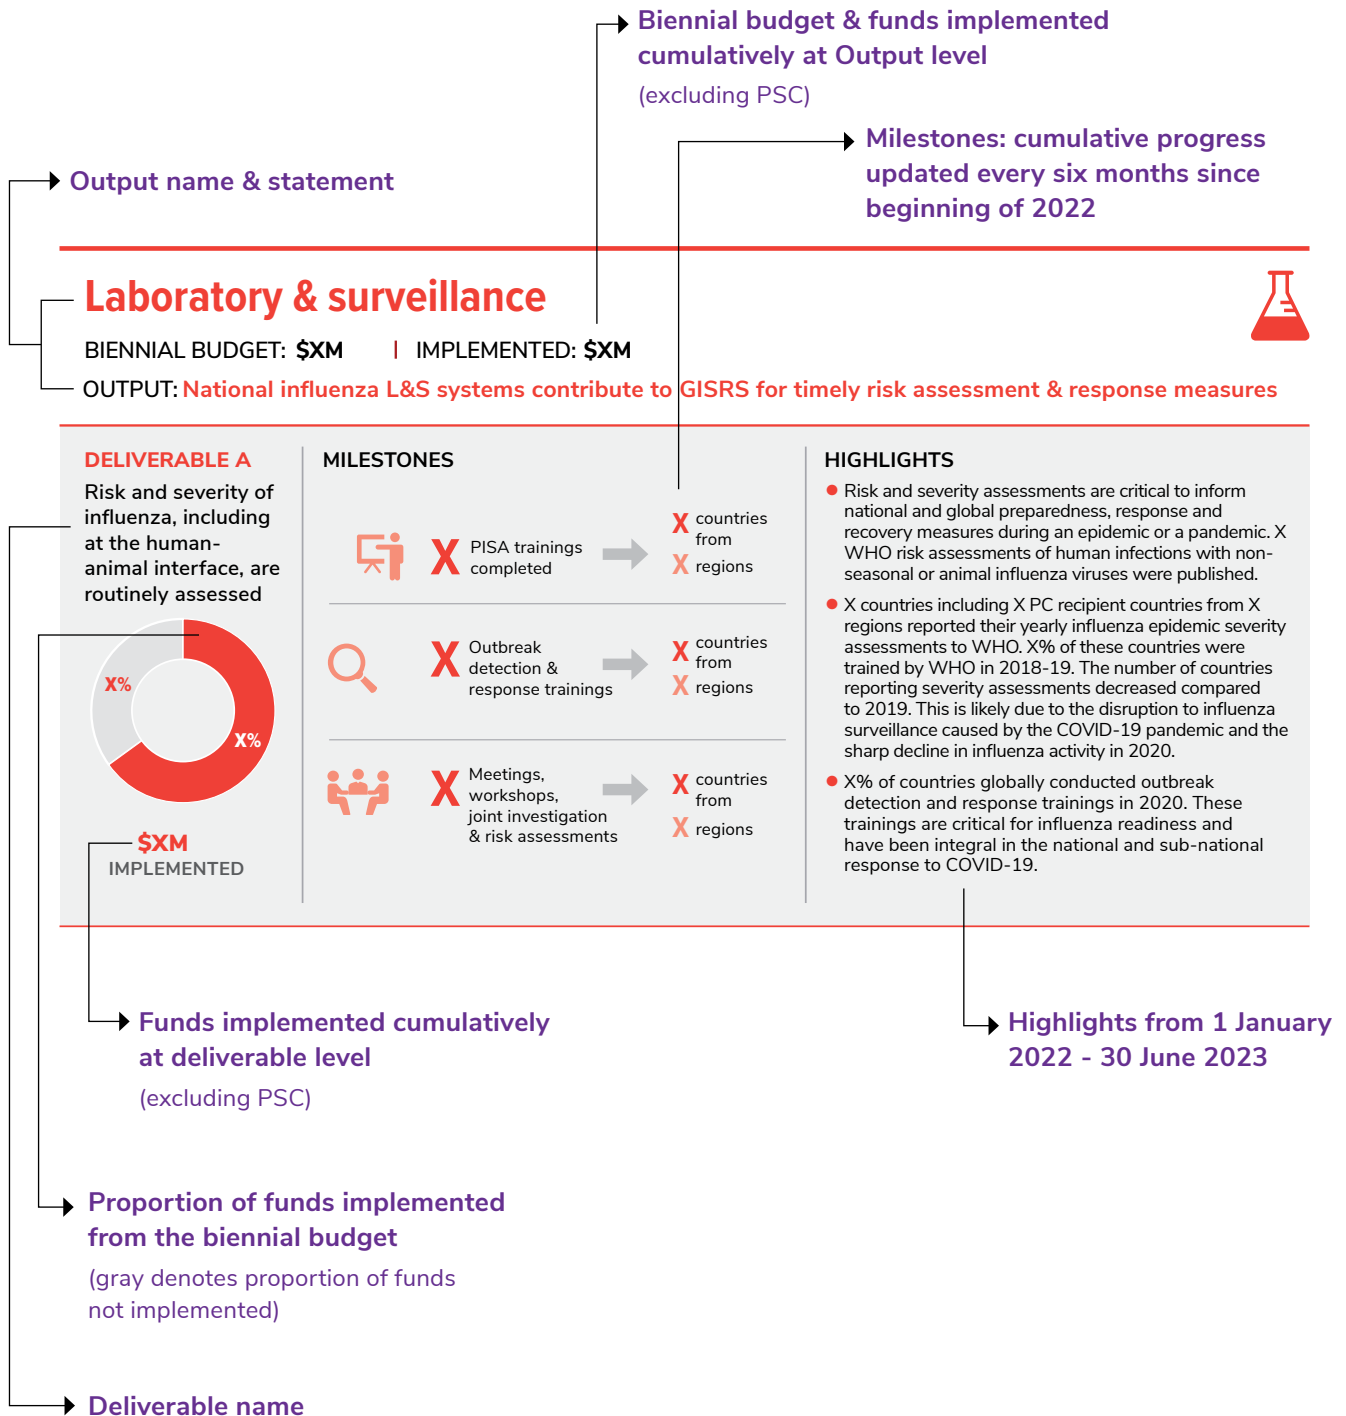 Biennial budget & funds implemented
cumulatively at Output level
(excluding PSC)
Milestones: cumulative progress
updated every six months since
beginning of 2022
Output name & statement
Laboratory & surveillance
BIENNIAL BUDGET: $XM | IMPLEMENTED: $XM
OUTPUT: National influenza L&S systems contribute to GISRS for timely risk assessment & response measures
DELIVERABLE A
Risk and severity of
influenza, including
at the human-
animal interface, are
routinely assessed
X%
X%
$XM
IMPLEMENTED
MILESTONES
X PISA trainings
completed
X countries
from
X regions
X Outbreak
detection &
response trainings
X countries
from
X regions
X Meetings,
workshops,
joint investigation
& risk assessments
X countries
from
X regions
HIGHLIGHTS
● Risk and severity assessments are critical to inform
national and global preparedness, response and
recovery measures during an epidemic or a pandemic. X
WHO risk assessments of human infections with non-
seasonal or animal influenza viruses were published.
● X countries including X PC recipient countries from X
regions reported their yearly influenza epidemic severity
assessments to WHO. X% of these countries were
trained by WHO in 2018-19. The number of countries
reporting severity assessments decreased compared
to 2019. This is likely due to the disruption to influenza
surveillance caused by the COVID-19 pandemic and the
sharp decline in influenza activity in 2020.
● X% of countries globally conducted outbreak
detection and response trainings in 2020. These
trainings are critical for influenza readiness and
have been integral in the national and sub-national
response to COVID-19.
Funds implemented cumulatively
at deliverable level
(excluding PSC)
Highlights from 1 January
2022 - 30 June 2023
Proportion of funds implemented
from the biennial budget
(gray denotes proportion of funds
not implemented)
Deliverable name